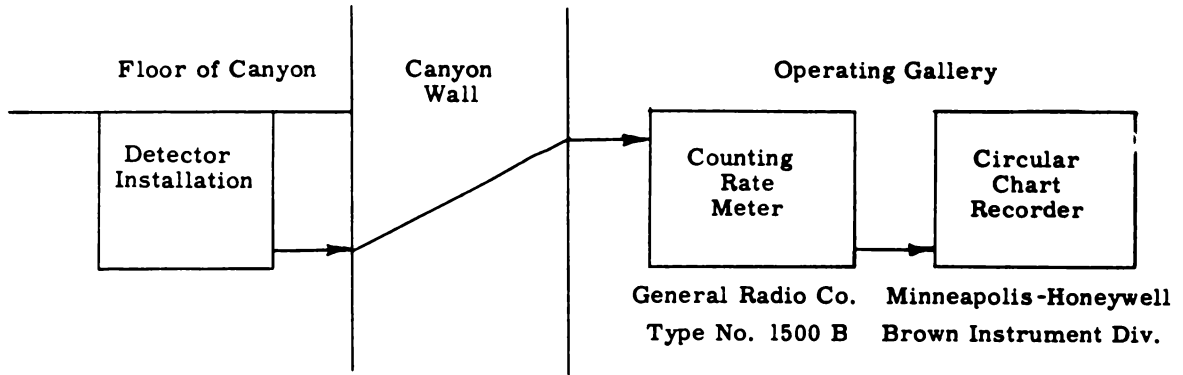 Floor of Canyon
Canyon
Wall
Operating Gallery
Detector
Installation
Counting
Rate
Meter
Circular
Chart
Recorder
General Radio Co.
Type No. 1500 B
Minneapolis-Honeywell
Brown Instrument Div.